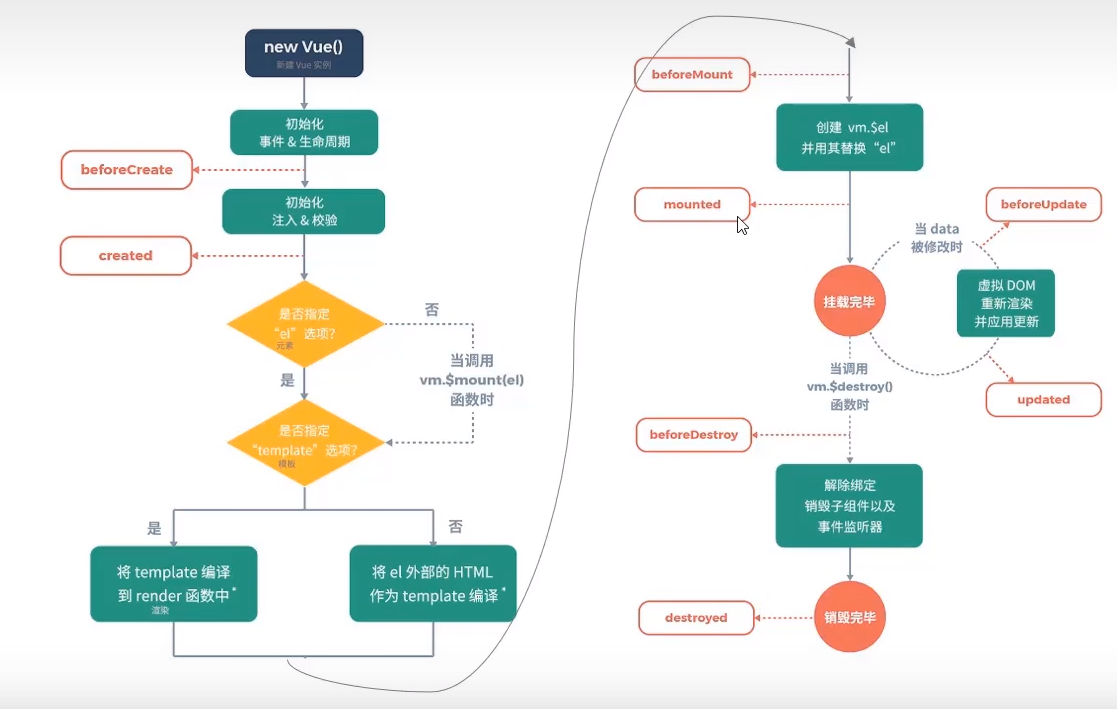 new Vue()
新建 Vue 实例
初始化
事件 & 生命周期
beforeCreate
初始化
注入 & 校验
created
是否指定
“el” 选项?
元素
否
当调用
vm.$mount(el)
函数时
是
是否指定
“template” 选项?
模板
是
否
将 template 编译
到 render 函数中*
渲染
将 el 外部的 HTML
作为 template 编译*
beforeMount
创建 vm.$el
并用其替换 “el”
mounted
挂载完毕
当 data
被修改时
beforeUpdate
虚拟 DOM
重新渲染
并应用更新
updated
当调用
vm.$destroy()
函数时
beforeDestroy
解除绑定
销毁子组件以及
事件监听器
销毁完毕
destroyed